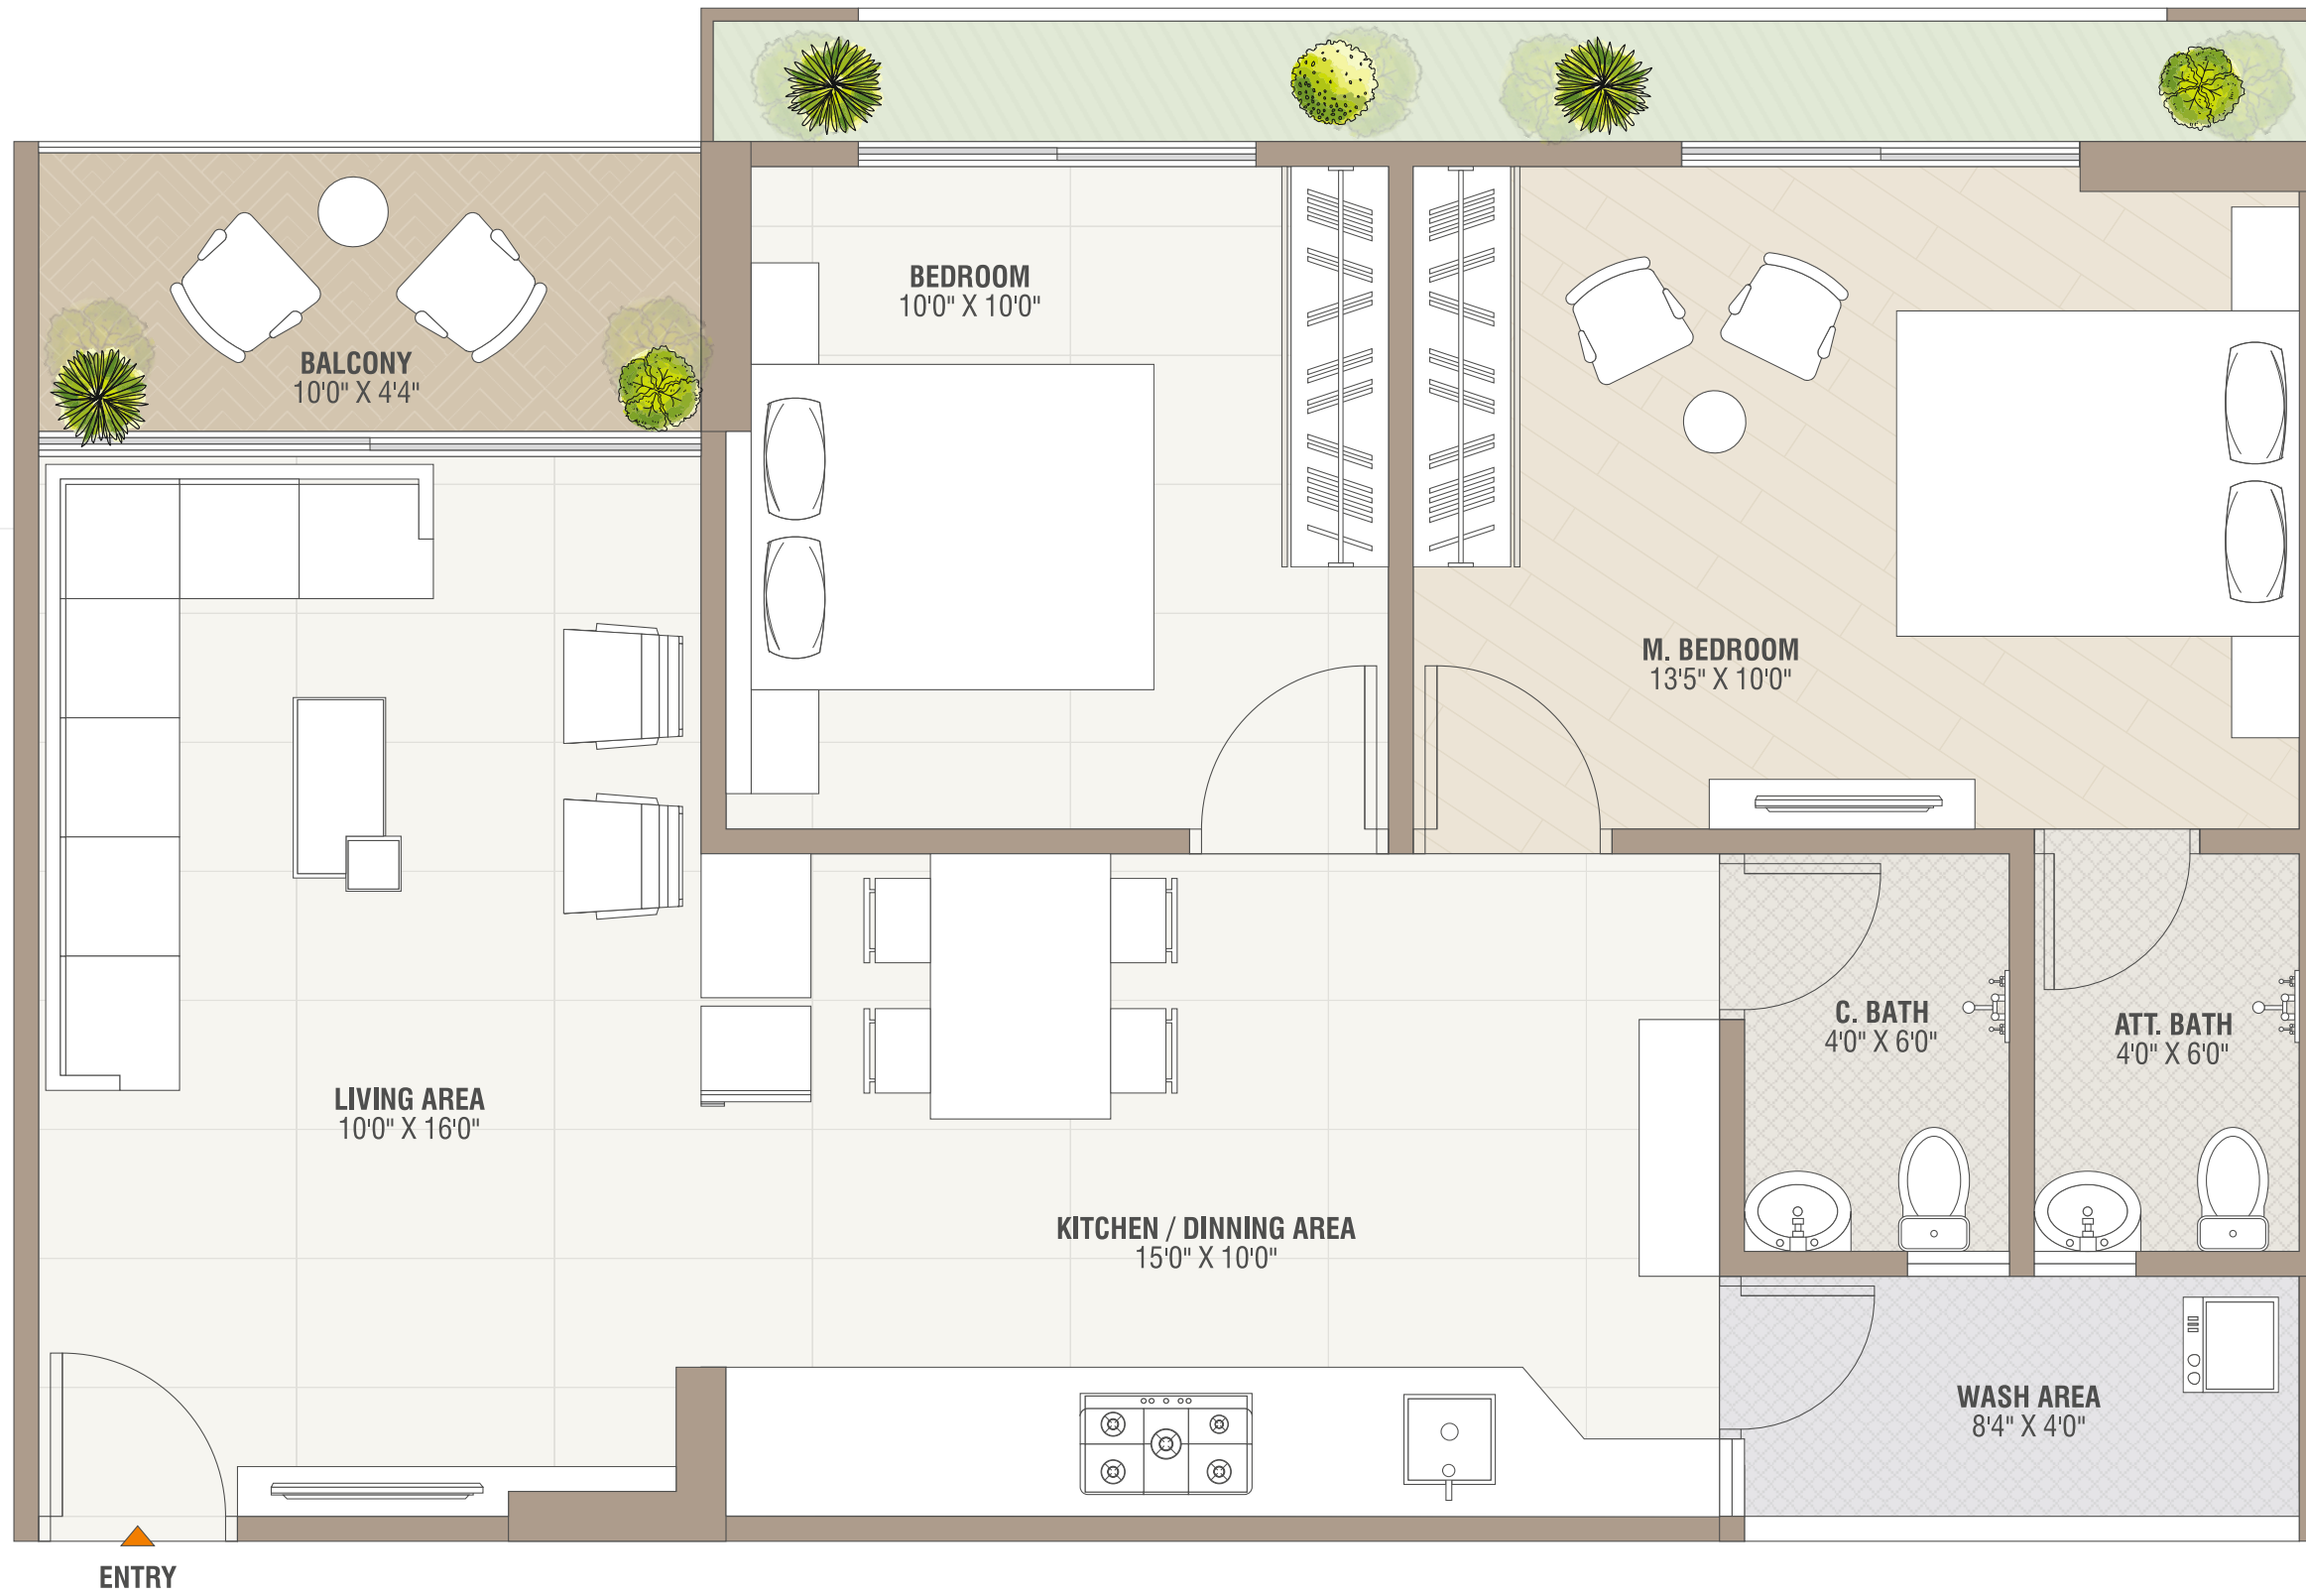 BEDROOM
10'0" X 10'0"
BALCONY
10'0" X 4'4"
M. BEDROOM
13'5" X 10'0"
C. BATH
4'0" X 6'0"
ATT. BATH
4'0" X 6'0"
LIVING AREA
10'0" X 16'0"
KITCHEN / DINNING AREA
15'0" X 10'0"
WASH AREA
8'4" X 4'0"
ENTRY